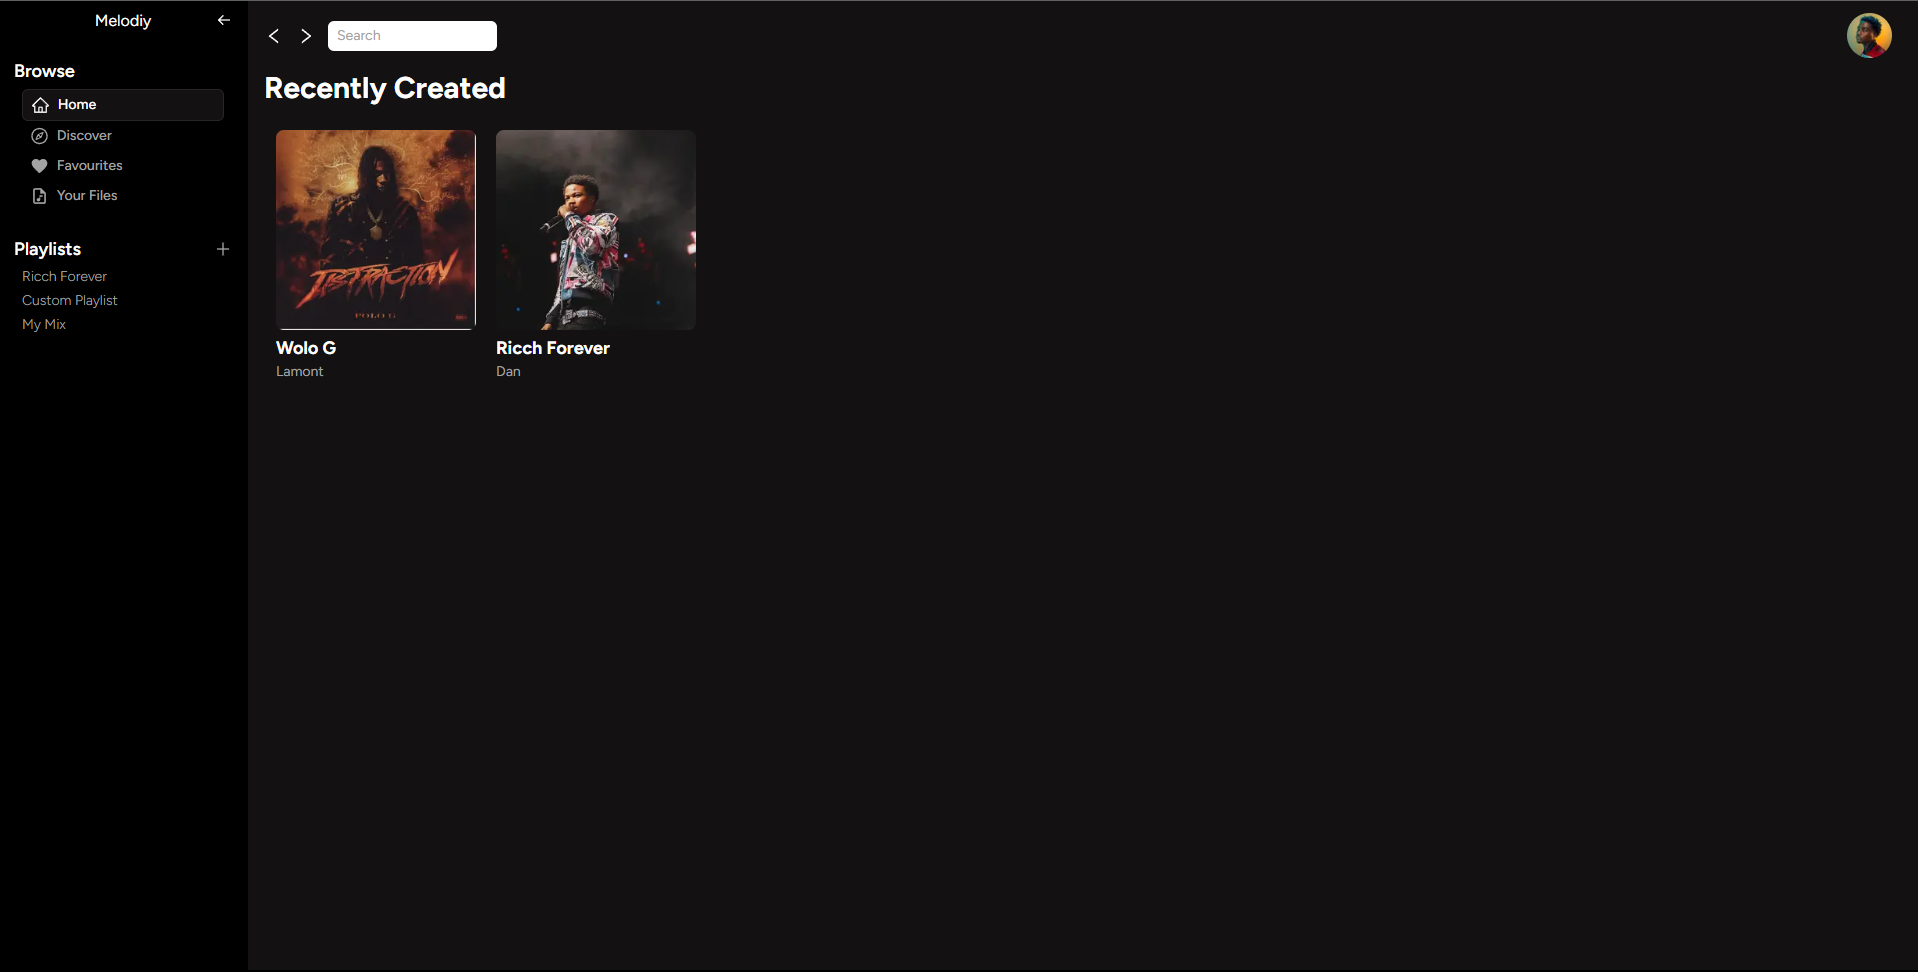 Melodiy
Browse
Home
Discover
Favourites
Your Files
Playlists
Ricch Forever
Custom Playlist
My Mix
Search
Recently Created
POLO G
Wolo G
Lamont
Ricch Forever
Dan